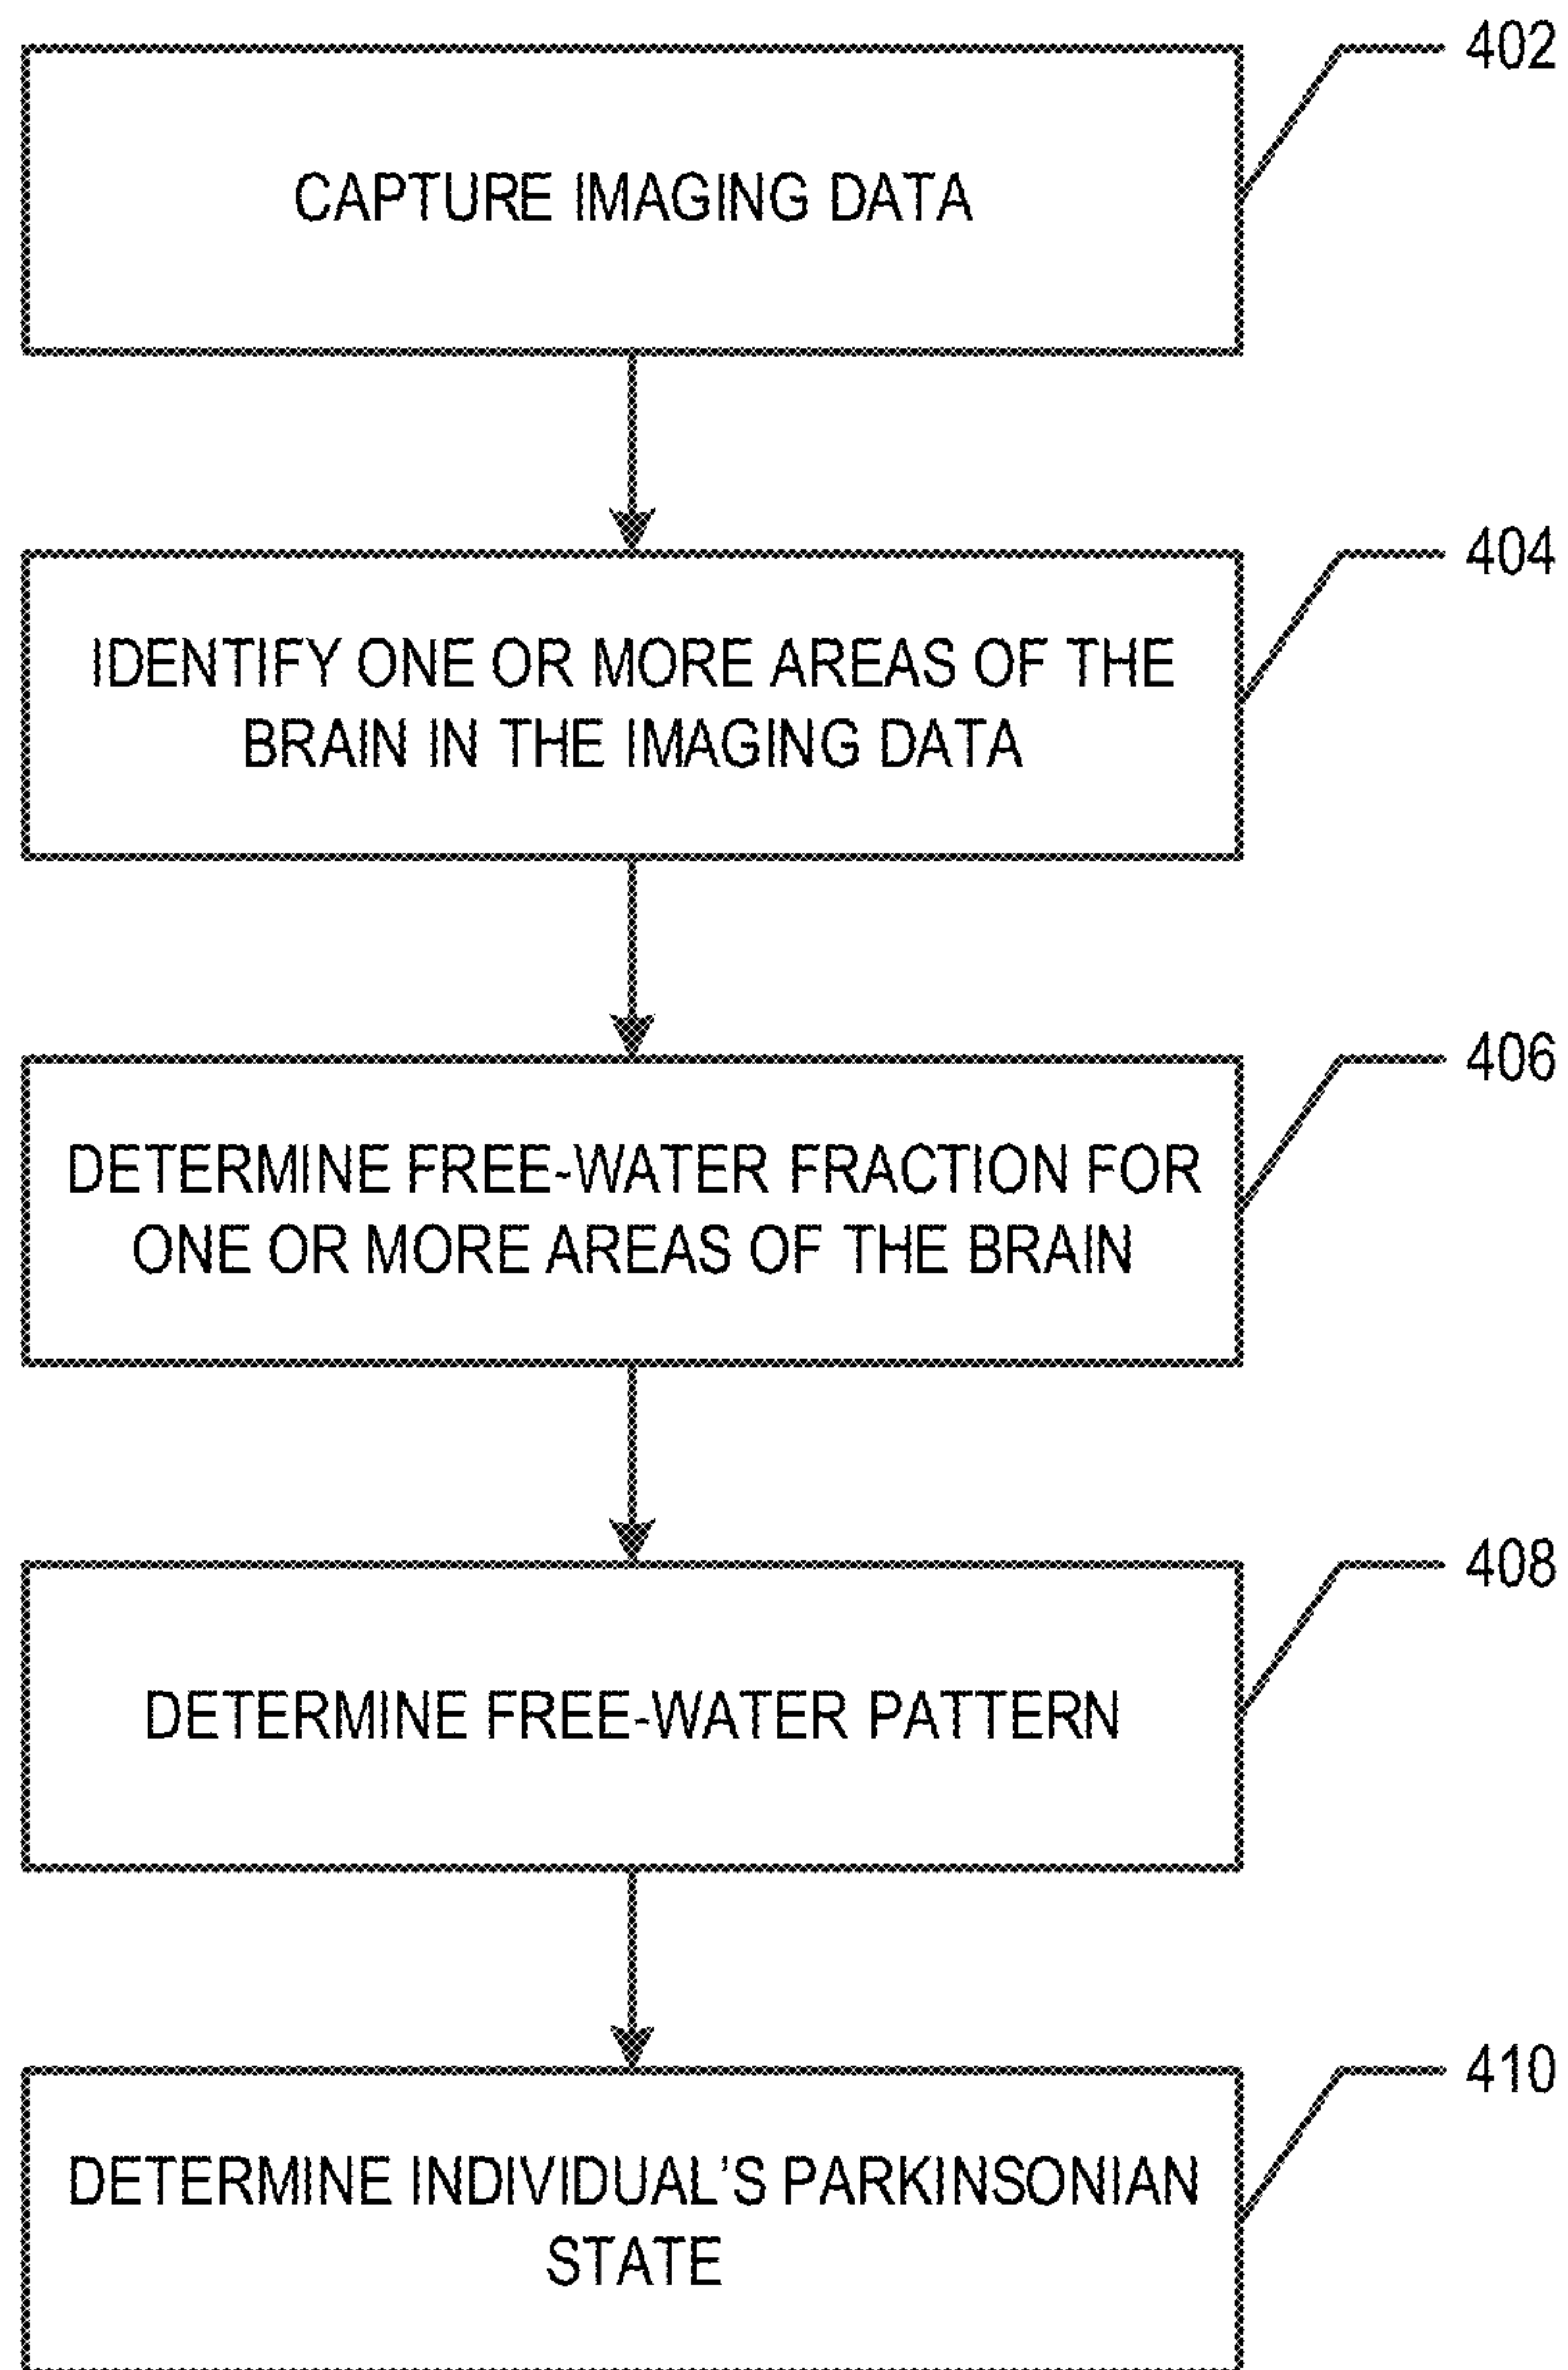 402
CAPTURE IMAGING DATA
404
IDENTIFY ONE OR MORE AREAS OF THE
BRAIN IN THE IMAGING DATA
406
DETERMINE FREE-WATER FRACTION FOR
ONE OR MORE AREAS OF THE BRAIN
408
DETERMINE FREE-WATER PATTERN
410
DETERMINE INDIVIDUAL'S PARKINSONIAN
STATE